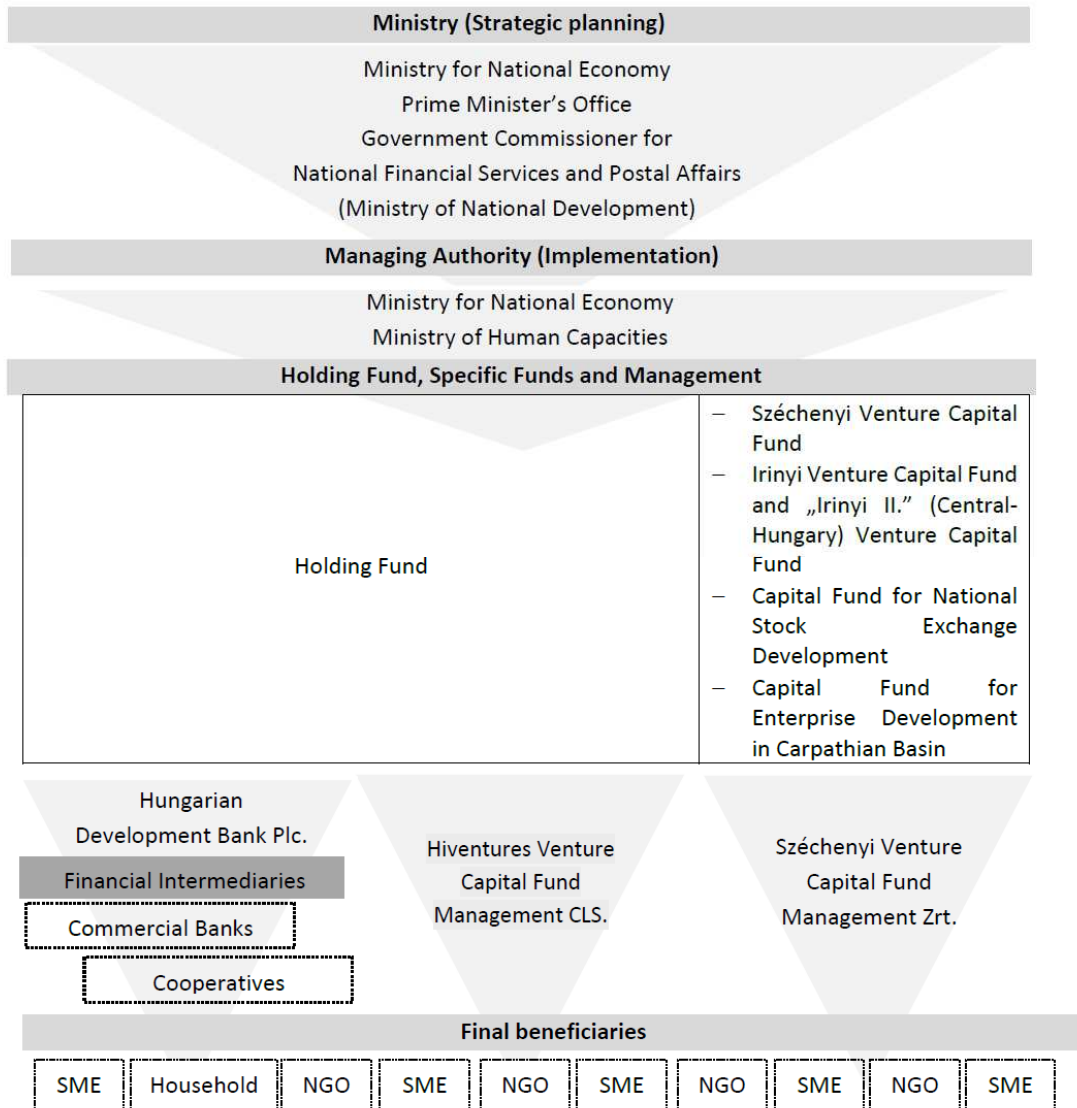 Ministry (Strategic planning)
Ministry for National Economy
Prime Minister's Office
Government Commissioner for
National Financial Services and Postal Affairs
(Ministry of National Development)
Managing Authority (Implementation)
Ministry for National Economy
Ministry of Human Capacities
Holding Fund, Specific Funds and Management
Holding Fund
– Széchenyi Venture Capital
Fund
– Irinyi Venture Capital Fund
and „Irinyi II.” (Central-
Hungary) Venture Capital
Fund
– Capital Fund for National
Stock Exchange
Development
– Capital Fund for
Enterprise Development
in Carpathian Basin
Hungarian
Development Bank Plc.
Financial Intermediaries
Commercial Banks
Cooperatives
Hiventures Venture
Capital Fund
Management CLS.
Széchenyi Venture
Capital Fund
Management Zrt.
Final beneficiaries
SME Household NGO SME NGO SME NGO SME NGO SME